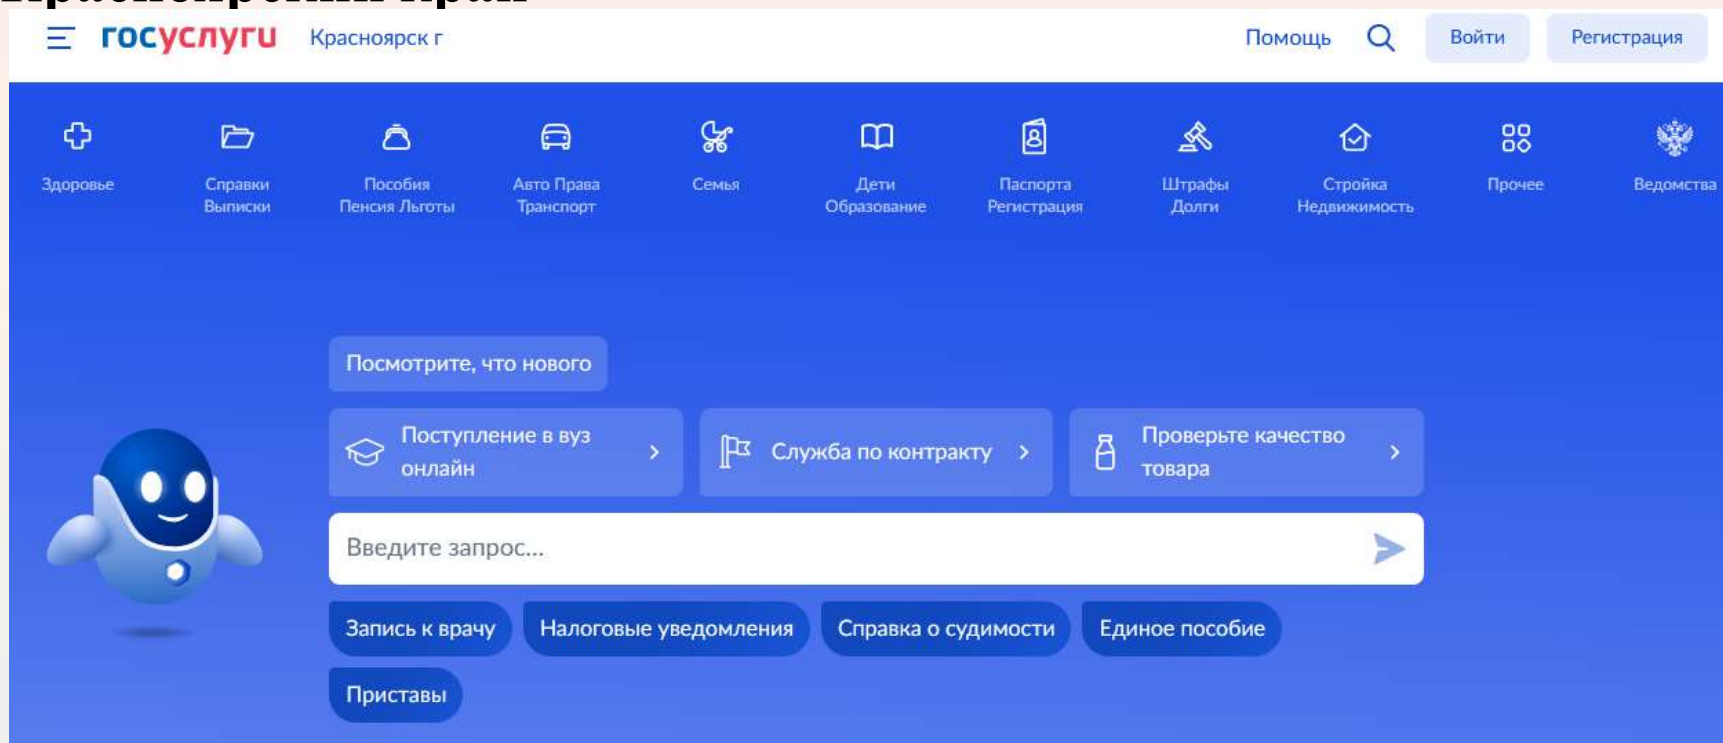 госуслуги Красноярск г Помощь Войти Регистрация
Здоровье
Справки
Выписки
Пособия
Пенсия Льготы
Авто Права
Транспорт
Семья
Дети
Образование
Паспорта
Регистрация
Штрафы
Долги
Стройка
Недвижимость
Прочее
Ведомства
Посмотрите, что нового
Поступление в вуз
онлайн
Служба по контракту
Проверьте качество
товара
Введите запрос...
Запись к врачу Налоговые уведомления Справка о судимости Единое пособие
Приставы